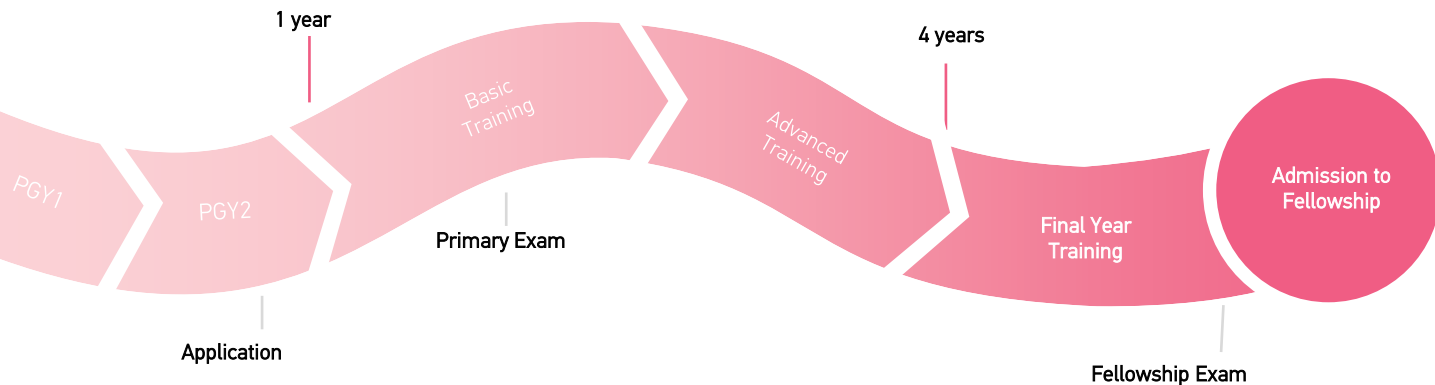 1 year
4 years
PGY1
PGY2
Basic
Training
Advanced
Training
Final Year
Training
Admission to
Fellowship
Primary Exam
Application
Fellowship Exam